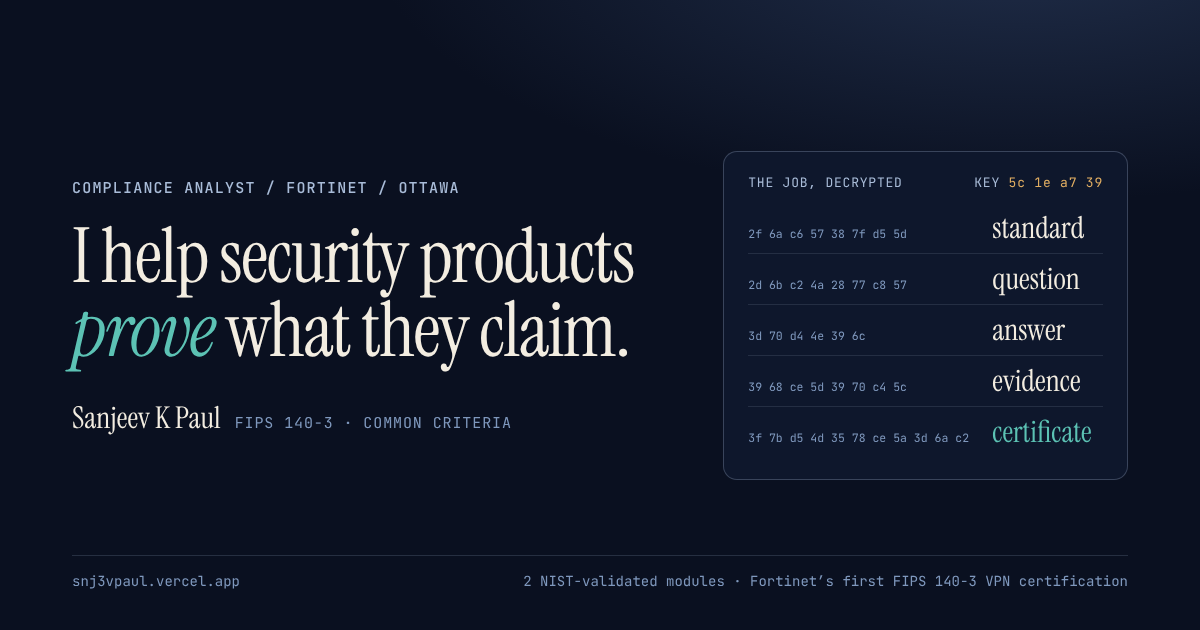 COMPLIANCE ANALYST / FORTINET / OTTAWA
I help security products
prove what they claim.
Sanjeev K Paul FIPS 140-3 · COMMON CRITERIA
THE JOB, DECRYPTED KEY 5c 1e a7 39
2f 6a c6 57 38 7f d5 5d standard
2d 6b c2 4a 28 77 c8 57 question
3d 70 d4 4e 39 6c answer
39 68 ce 5d 39 70 c4 5c evidence
3f 7b d5 4d 35 78 ce 5a 3d 6a c2 certificate
snj3vpaul.vercel.app
2 NIST-validated modules · Fortinet’s first FIPS 140-3 VPN certification